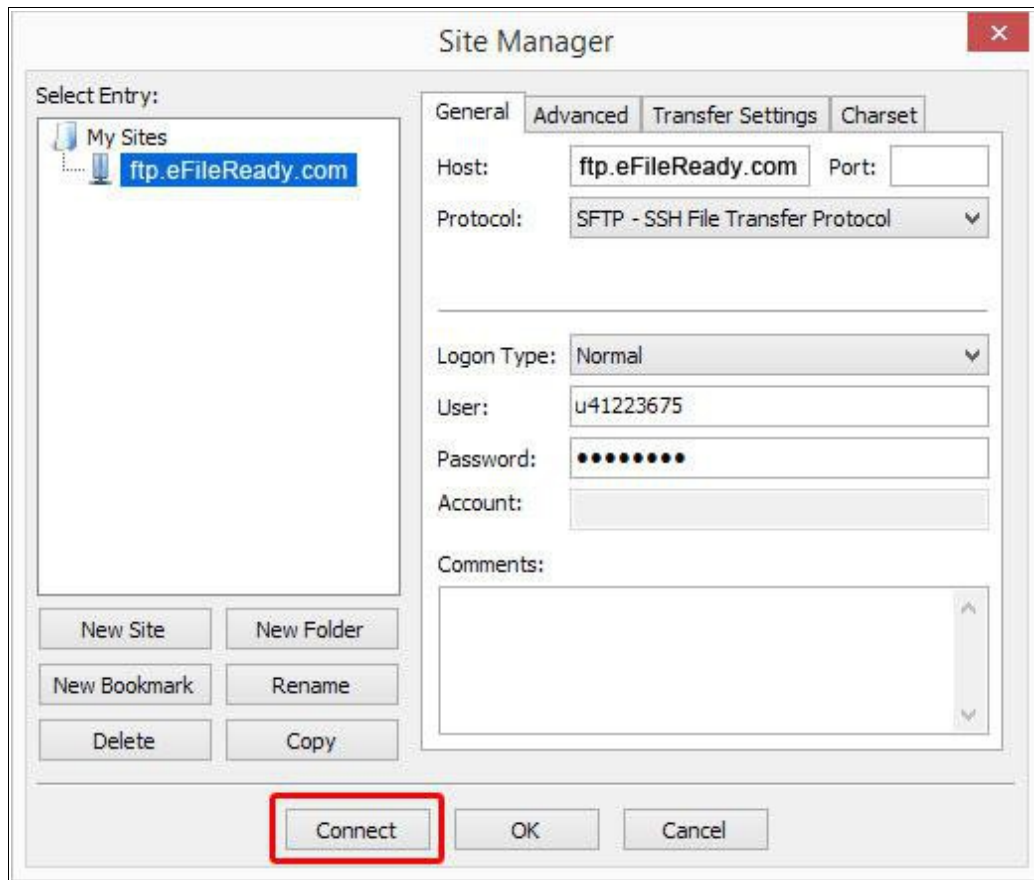 Site Manager
Select Entry:
My Sites
ftp.eFileReady.com
General Advanced Transfer Settings Charset
Host: ftp.eFileReady.com Port:
Protocol: SFTP - SSH File Transfer Protocol
Logon Type: Normal
User: u41223675
Password: ●●●●●●●●
Account:
Comments:
New Site New Folder
New Bookmark Rename
Delete Copy
Connect OK Cancel